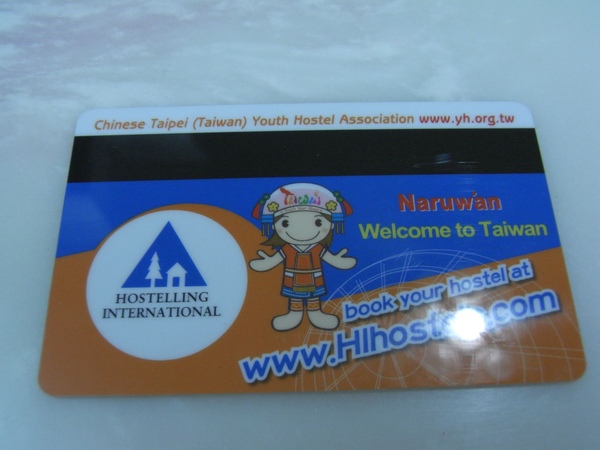 Chinese Taipei (Taiwan) Youth Hostel Association www.yh.org.tw
Naruwan
Welcome to Taiwan
HOSTELLING
INTERNATIONAL
book your hostel at